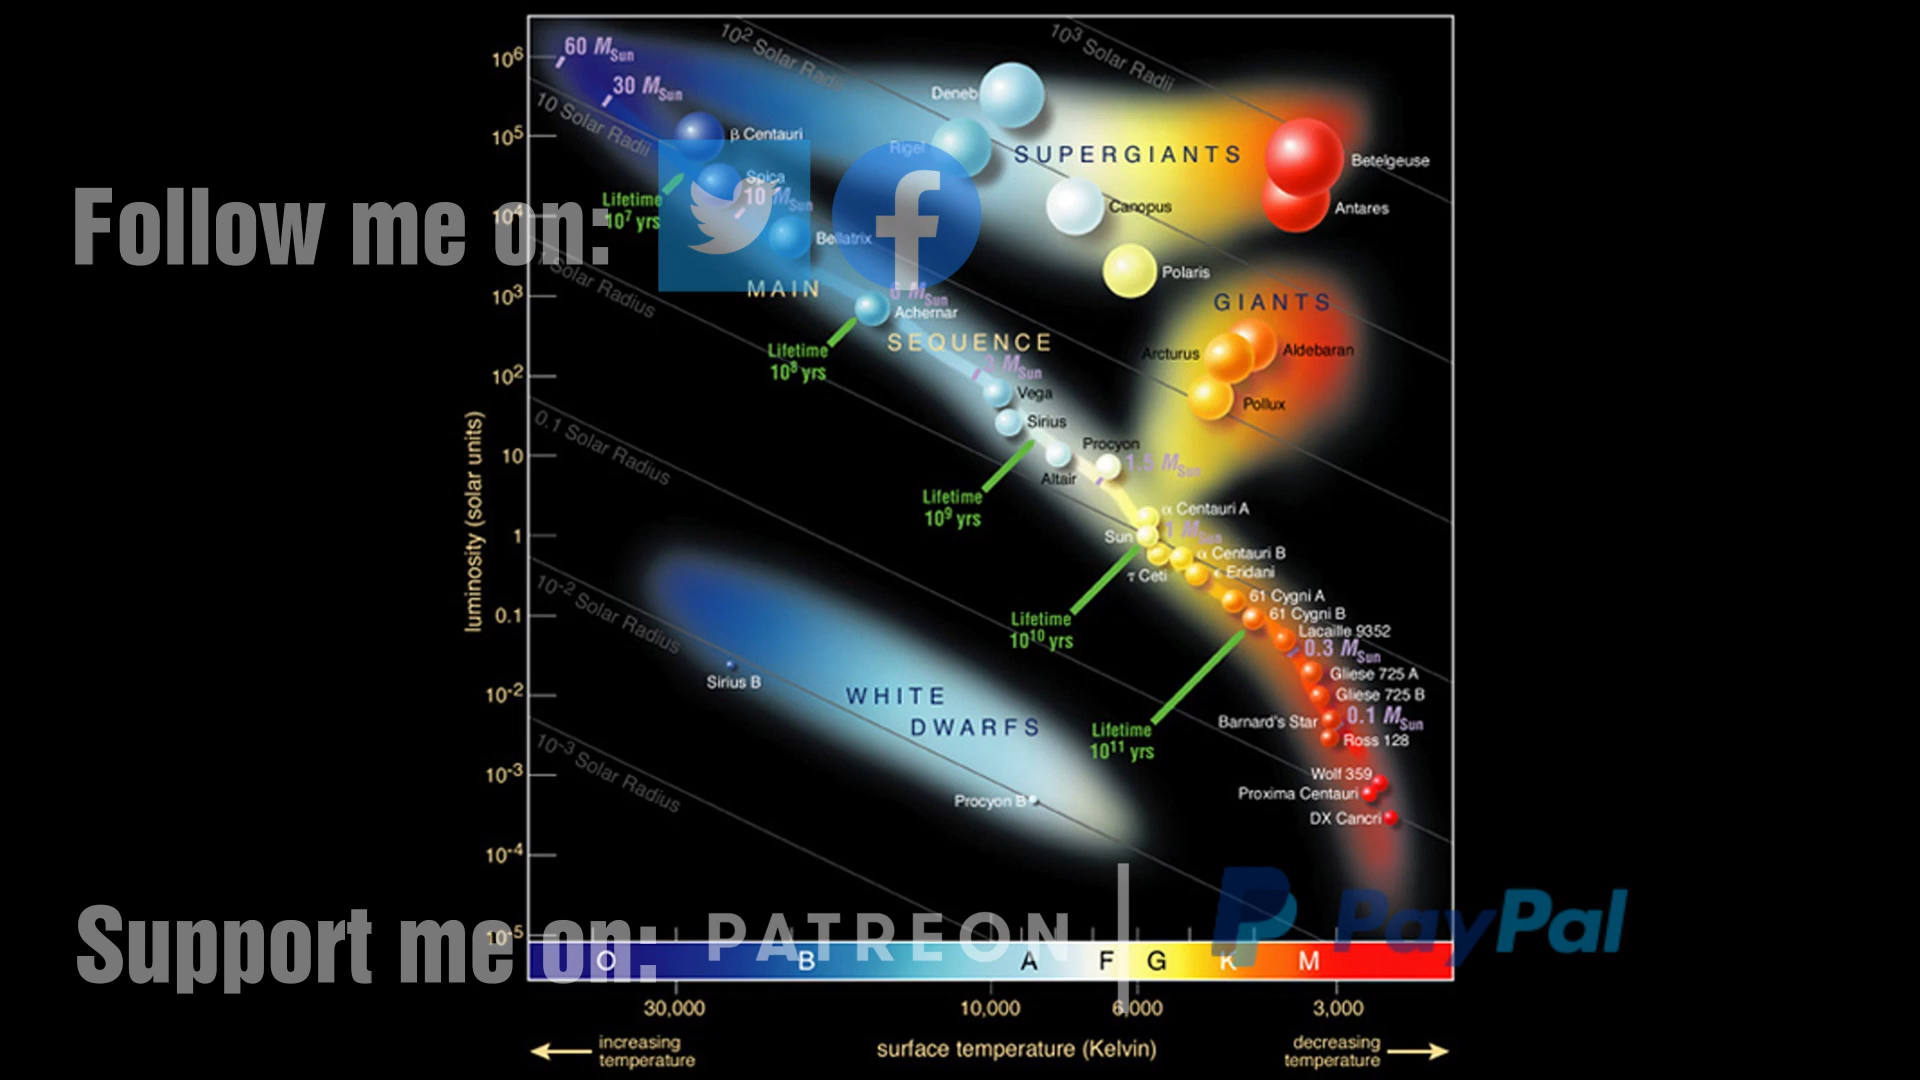 10² Solar Radii
10³ Solar Radii
60 MSun
10⁶
30 MSun
Deneb
10 Solar Radii
10⁵
β Centauri
Rigel
SUPERGIANTS
Betelgeuse
Spica
10 MSun
Lifetime
10⁷ yrs
Canopus
Antares
10⁴
Follow me on:
Bellatrix
1 Solar Radius
Polaris
MAIN
10³
6 MSun
GIANTS
Achernar
SEQUENCE
Lifetime
10⁸ yrs
Arcturus
Aldebaran
3 MSun
10²
Vega
Pollux
0.1 Solar Radius
Sirius
Procyon
10
1.5 MSun
Altair
Lifetime
10⁹ yrs
luminosity (solar units)
α Centauri A
1 MSun
Sun
1
α Centauri B
τ Ceti
ϵ Eridani
10⁻² Solar Radius
61 Cygni A
0.1
61 Cygni B
Lifetime
10¹⁰ yrs
Lacaille 9352
0.3 MSun
Gliese 725 A
Sirius B
10⁻²
WHITE
DWARFS
Gliese 725 B
0.1 MSun
Barnard's Star
Lifetime
10¹¹ yrs
Ross 128
10⁻³ Solar Radius
10⁻³
Wolf 359
Proxima Centauri
Procyon B
DX Cancri
10⁻⁴
10⁻⁵
Support me on: PATREON PayPal
O B A F G K M
30,000 10,000 6,000 3,000
increasing
temperature
surface temperature (Kelvin)
decreasing
temperature